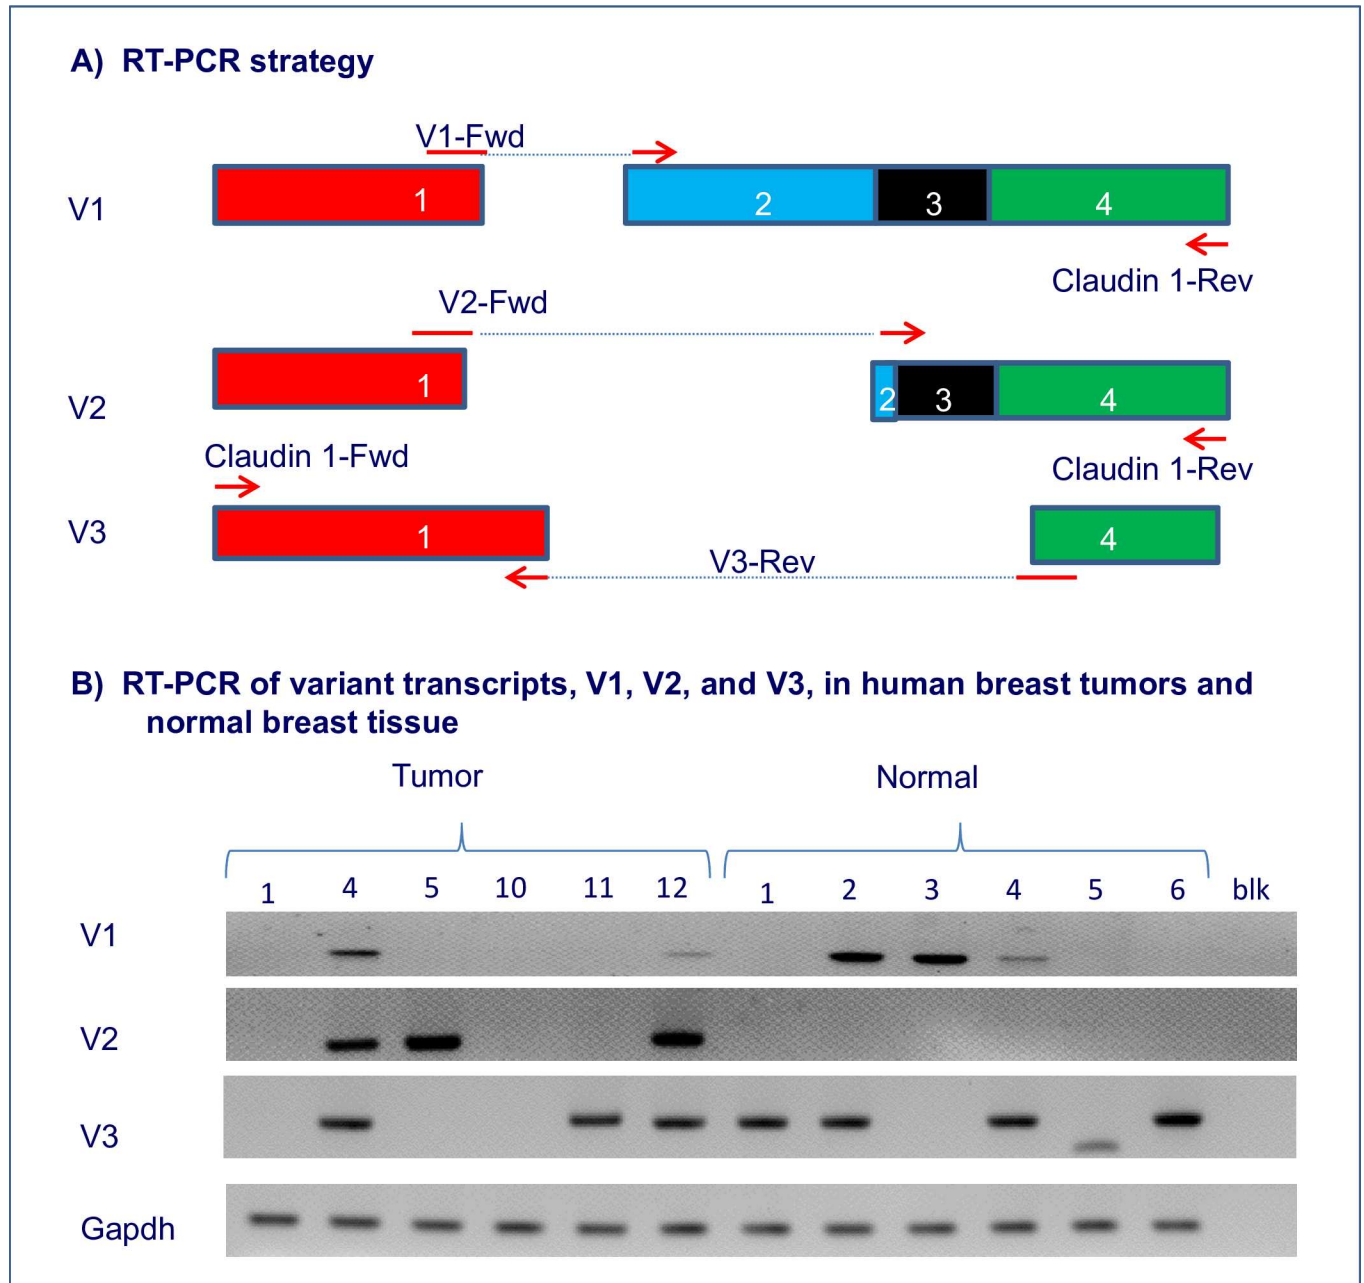 A) RT-PCR strategy
V1-Fwd
V1
1
2
3
4
Claudin 1-Rev
V2-Fwd
V2
1
2
3
4
Claudin 1-Fwd
Claudin 1-Rev
V3
1
4
V3-Rev
B) RT-PCR of variant transcripts, V1, V2, and V3, in human breast tumors and
normal breast tissue
Tumor Normal
1 4 5 10 11 12 1 2 3 4 5 6 blk
V1
V2
V3
Gapdh